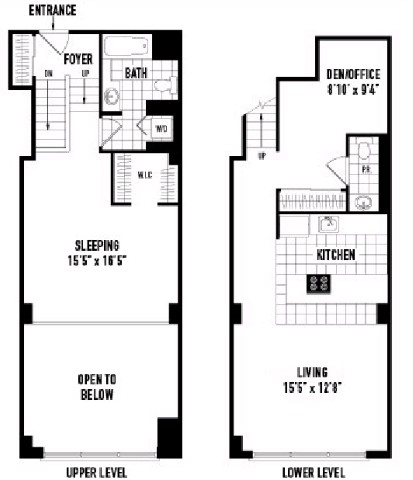 ENTRANCE
FOYER
DN
UP
BATH
W/D
W.I.C
SLEEPING
15'5" x 16'5"
OPEN TO
BELOW
UPPER LEVEL
DEN/OFFICE
8'10' x 9'4"
UP
P.R.
KITCHEN
LIVING
15'5" x 12'8"
LOWER LEVEL